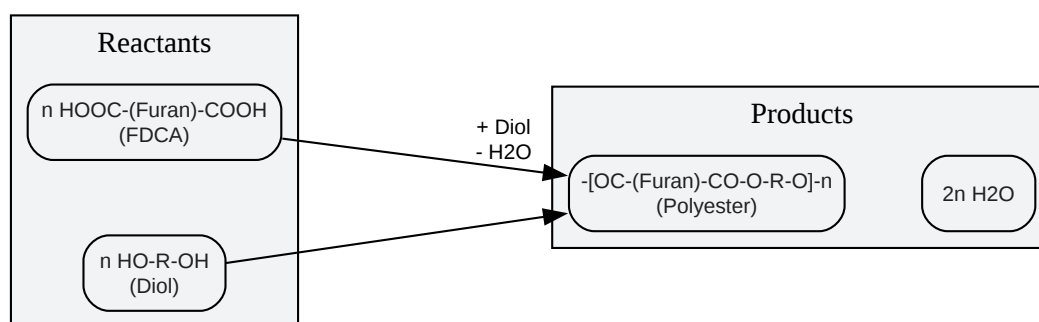 Reactants
n HOOC-(Furan)-COOH
(FDCA)
n HO-R-OH
(Diol)
+ Diol
- H2O
Products
-[OC-(Furan)-CO-O-R-O]-n
(Polyester)
2n H2O